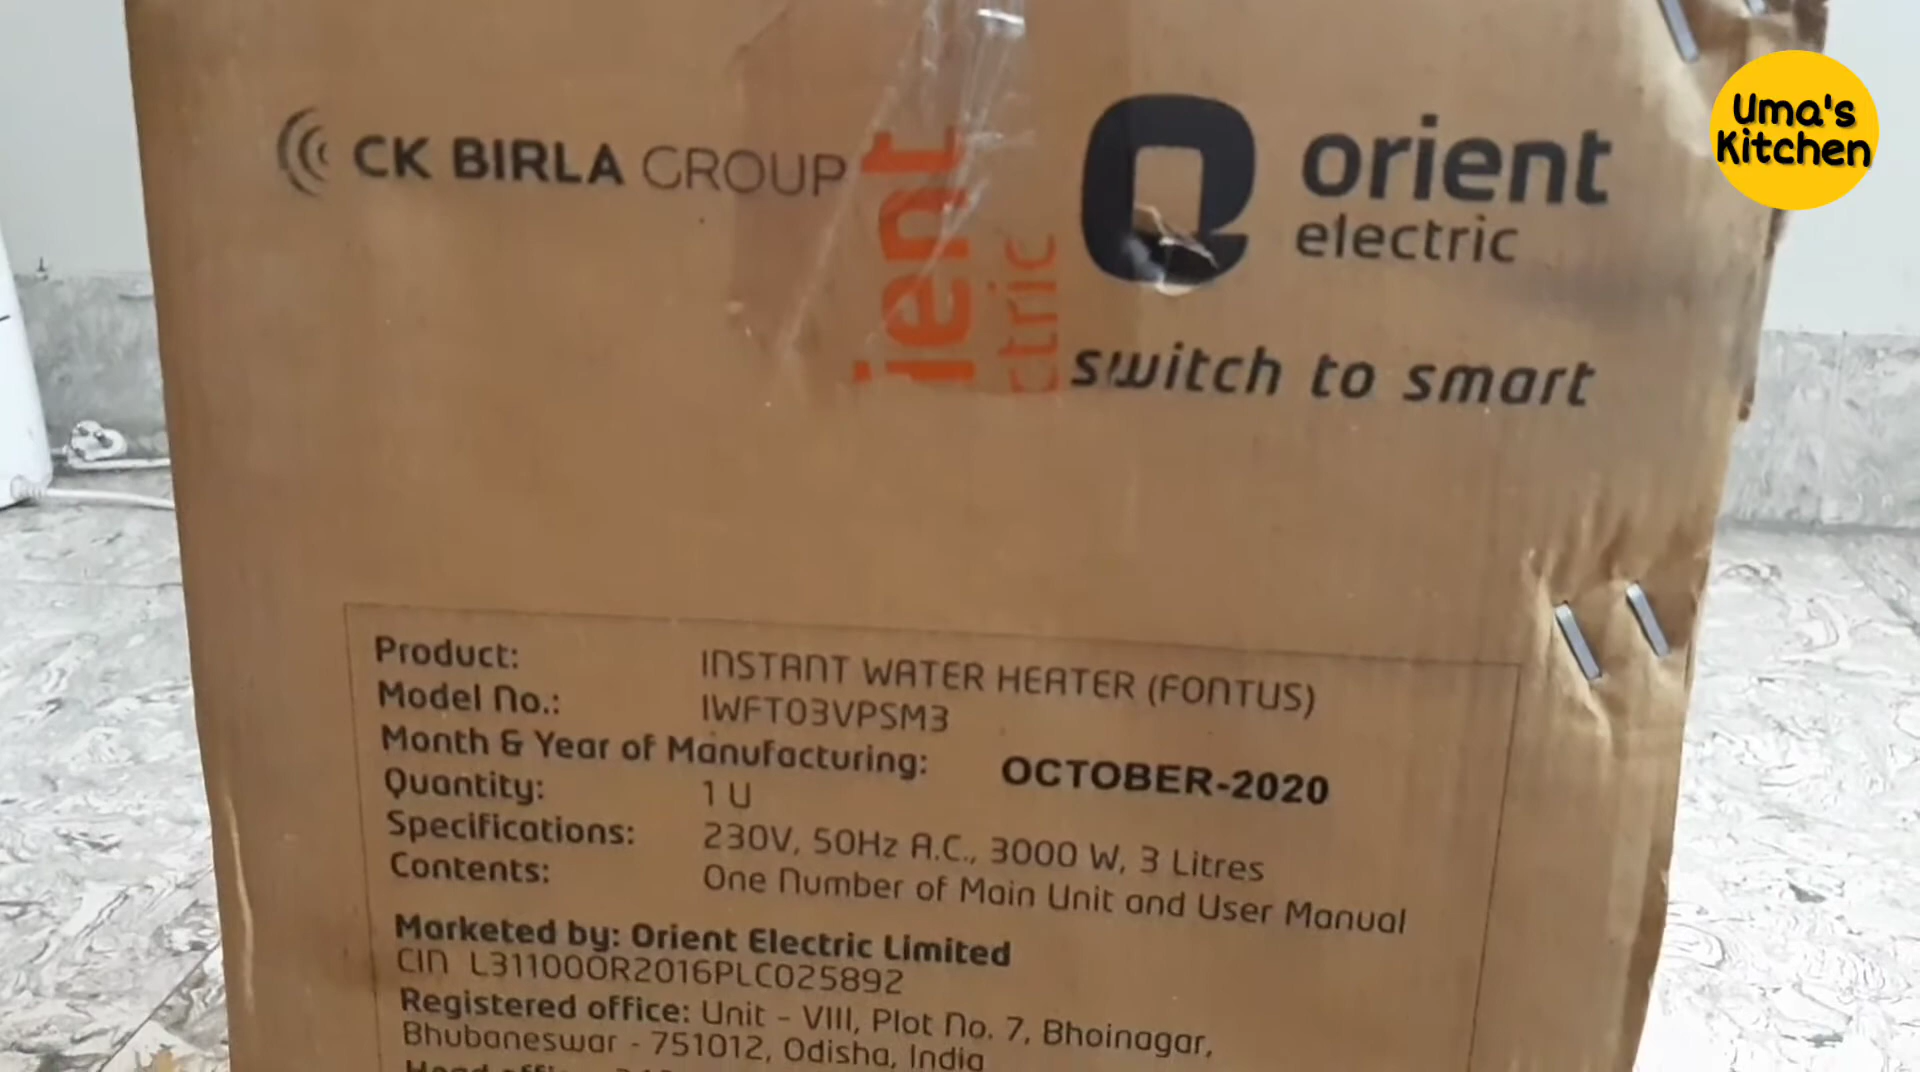 CK BIRLA GROUP
orient
electric
switch to smart
ient
ctric
Uma's
Kitchen
Product: INSTANT WATER HEATER (FONTUS)
Model No.: IWFT03VPSM3
Month & Year of Manufacturing: OCTOBER-2020
Quantity: 1 U
Specifications: 230V, 50Hz A.C., 3000 W, 3 Litres
Contents: One Number of Main Unit and User Manual
Marketed by: Orient Electric Limited
CIN L31100OR2016PLC025892
Registered office: Unit - VIII, Plot No. 7, Bhoinagar,
Bhubaneswar - 751012, Odisha, India